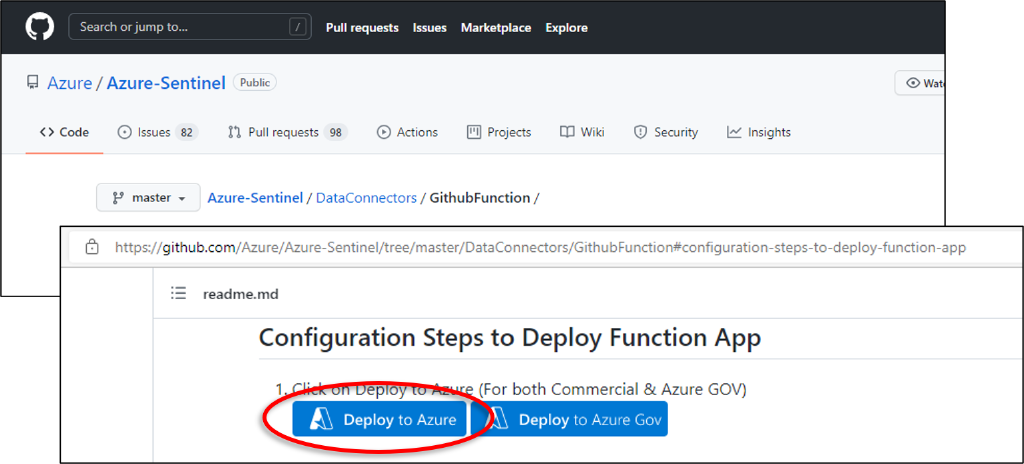 Search or jump to... / Pull requests Issues Marketplace Explore
Azure / Azure-Sentinel Public Wat
Code Issues 82 Pull requests 98 Actions Projects Wiki Security Insights
master Azure-Sentinel / DataConnectors / GithubFunction /
https://github.com/Azure/Azure-Sentinel/tree/master/DataConnectors/GithubFunction#configuration-steps-to-deploy-function-app
readme.md
Configuration Steps to Deploy Function App
1. Click on Deploy to Azure (For both Commercial & Azure GOV)
Deploy to Azure Deploy to Azure Gov